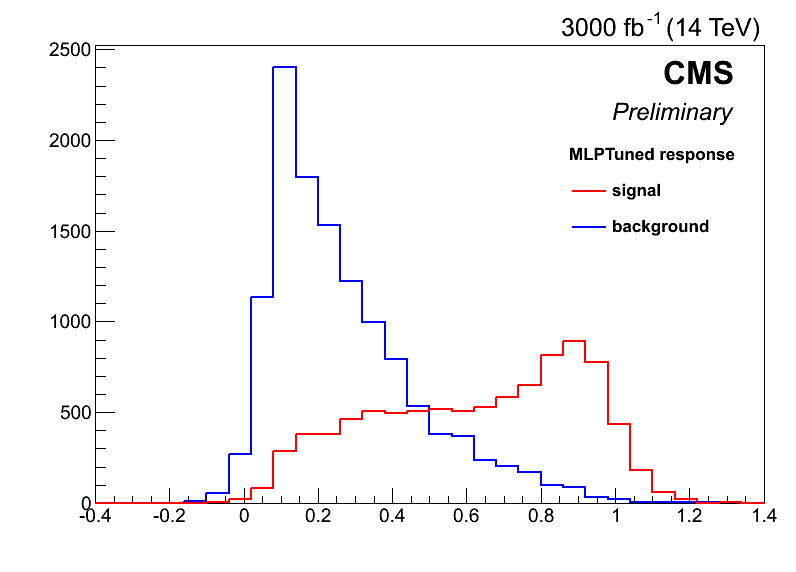 3000 fb⁻¹ (14 TeV)
2500
CMS
Preliminary
2000
MLPTuned response
signal
background
1500
1000
500
0
-0.4 -0.2 0 0.2 0.4 0.6 0.8 1 1.2 1.4